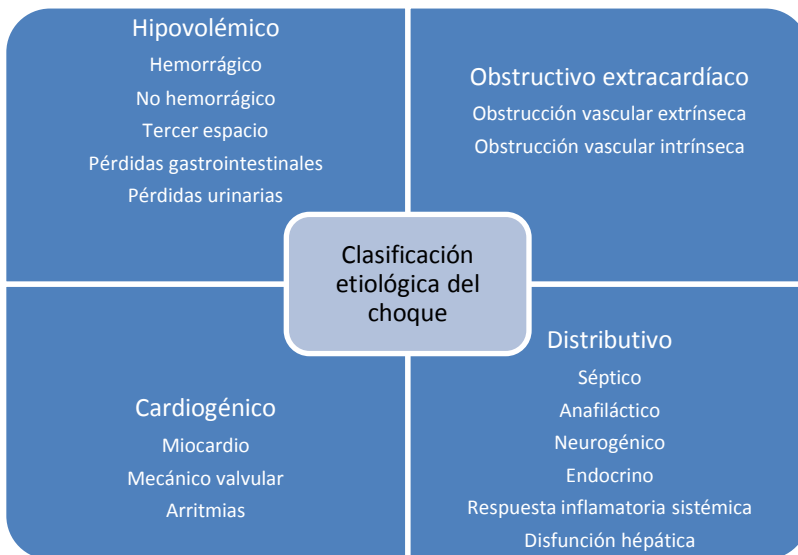 Hipovolémico
Hemorrágico
No hemorrágico
Tercer espacio
Pérdidas gastrointestinales
Pérdidas urinarias
Obstructivo extracardíaco
Obstrucción vascular extrínseca
Obstrucción vascular intrínseca
Clasificación
etiológica del
choque
Cardiogénico
Miocardio
Mecánico valvular
Arritmias
Distributivo
Séptico
Anafiláctico
Neurogénico
Endocrino
Respuesta inflamatoria sistémica
Disfunción hépática